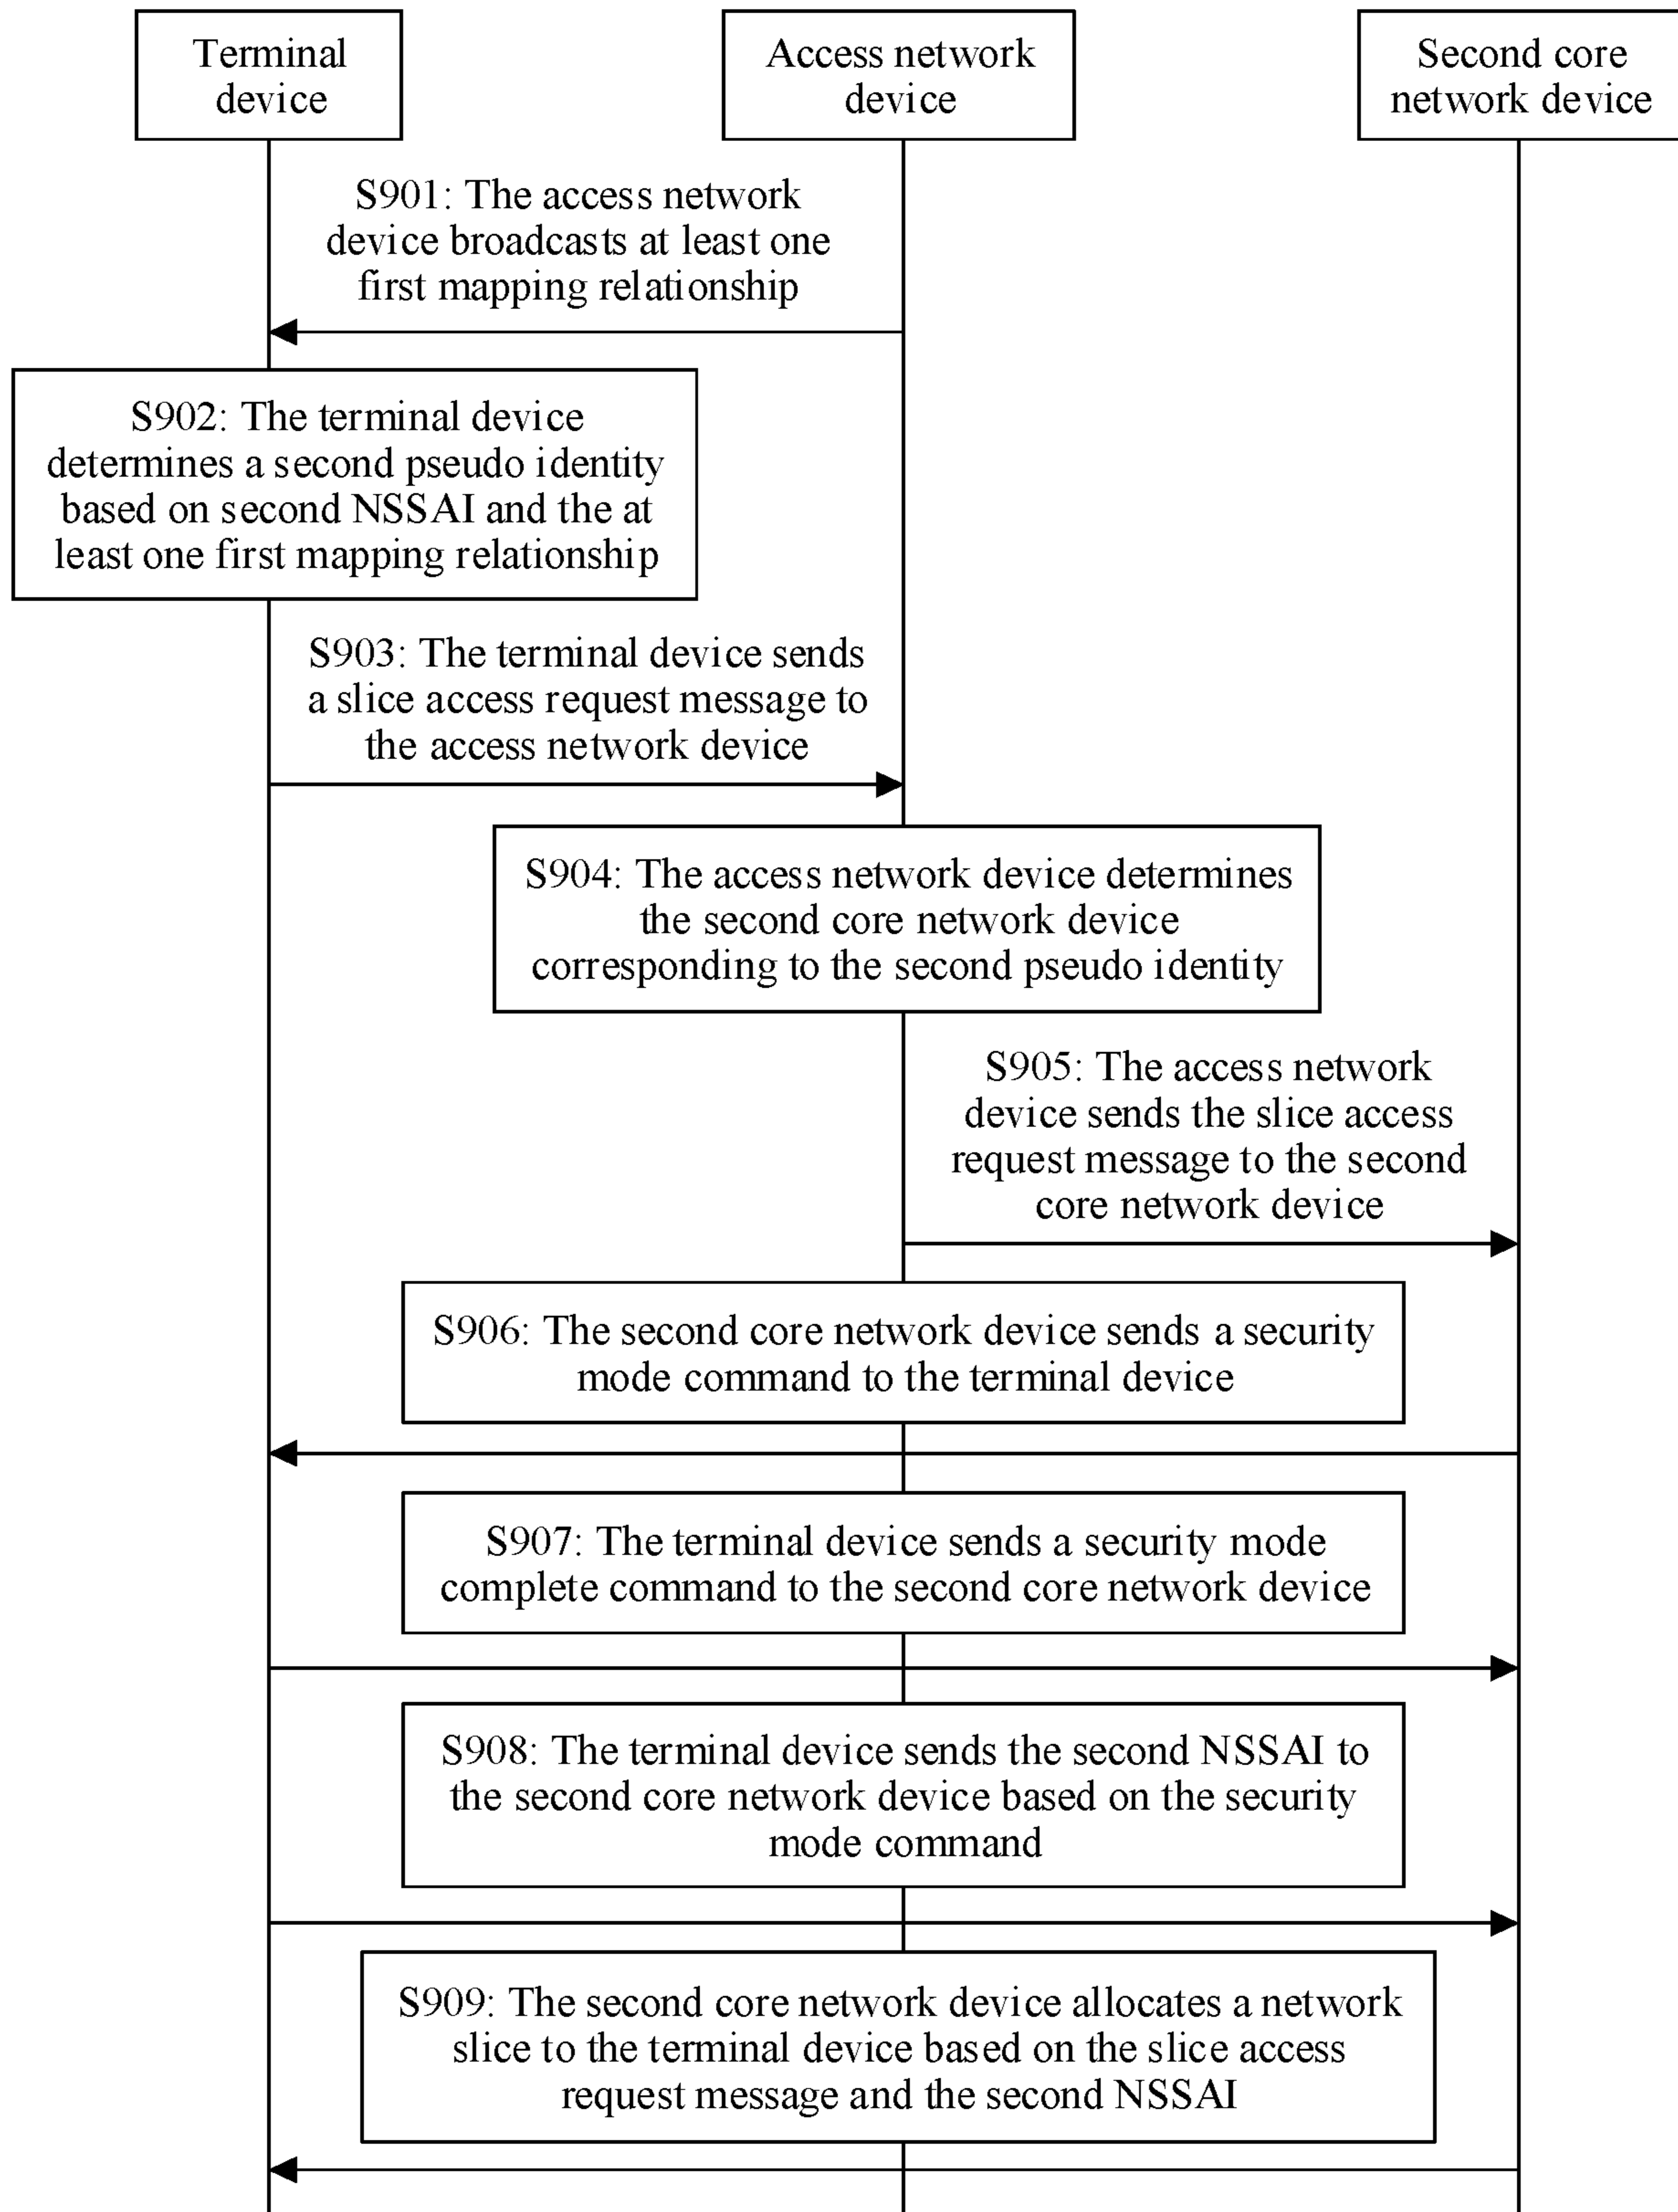 Terminal
device
Access network
device
Second core
network device
S901: The access network
device broadcasts at least one
first mapping relationship
S902: The terminal device
determines a second pseudo identity
based on second NSSAI and the at
least one first mapping relationship
S903: The terminal device sends
a slice access request message to
the access network device
S904: The access network device determines
the second core network device
corresponding to the second pseudo identity
S905: The access network
device sends the slice access
request message to the second
core network device
S906: The second core network device sends a security
mode command to the terminal device
S907: The terminal device sends a security mode
complete command to the second core network device
S908: The terminal device sends the second NSSAI to
the second core network device based on the security
mode command
S909: The second core network device allocates a network
slice to the terminal device based on the slice access
request message and the second NSSAI